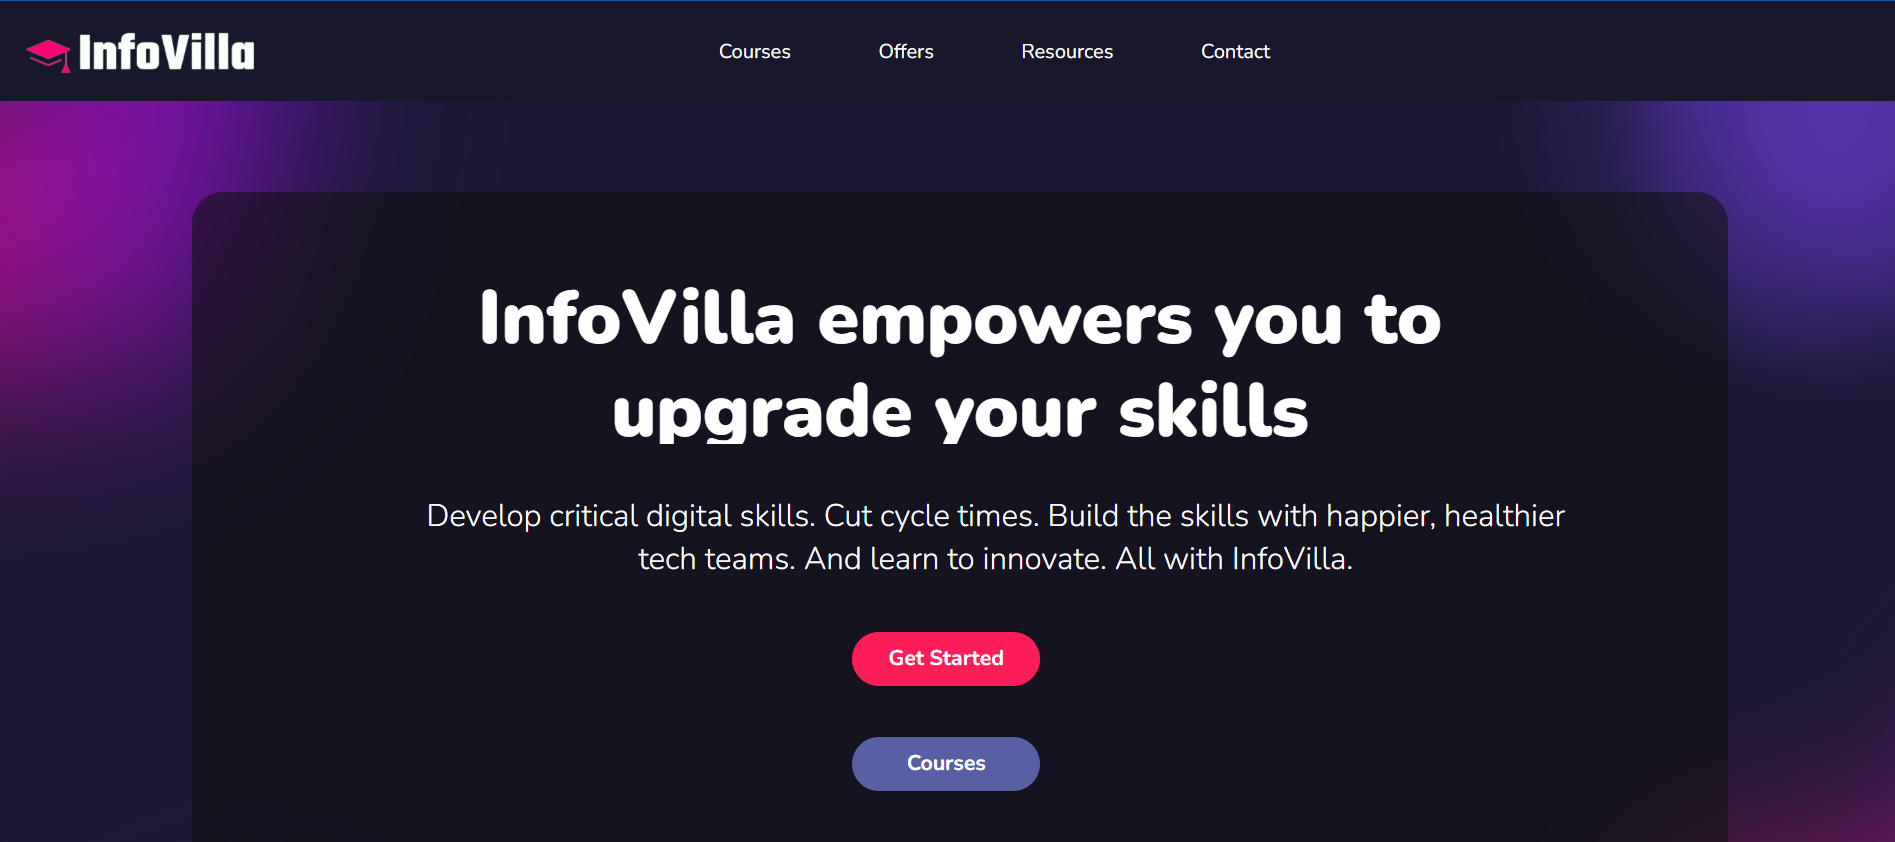 InfoVilla
Courses
Offers
Resources
Contact
InfoVilla empowers you to
upgrade your skills
Develop critical digital skills. Cut cycle times. Build the skills with happier, healthier
tech teams. And learn to innovate. All with InfoVilla.
Get Started
Courses